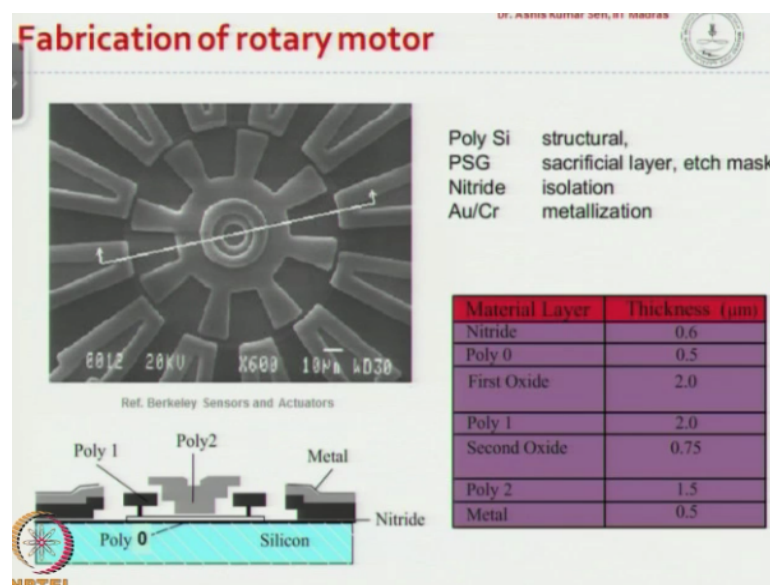 Dr. Ashis Kumar Sen, IIT Madras
Fabrication of rotary motor
Poly Si structural,
PSG sacrificial layer, etch mask
Nitride isolation
Au/Cr metallization
8012 20KV X600 10µm WD30
Ref. Berkeley Sensors and Actuators
Material Layer Thickness (µm)
Nitride 0.6
Poly 0 0.5
First Oxide 2.0
Poly 1 2.0
Second Oxide 0.75
Poly 2 1.5
Metal 0.5
Poly 1
Poly2
Metal
Nitride
Poly 0
Silicon
NPTEL